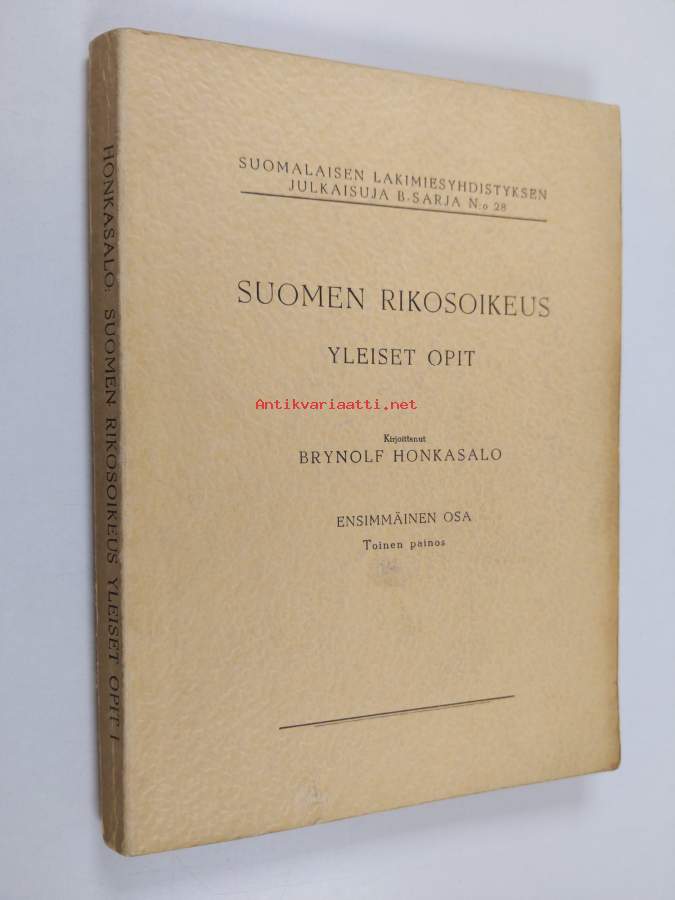 SUOMALAISEN LAKIMIESYHDISTYKSEN
JULKAISUJA B-SARJA N:o 28
SUOMEN RIKOSOIKEUS
YLEISET OPIT
Antikvariaatti.net
Kirjoittanut
BRYNOLF HONKASALO
ENSIMMÄINEN OSA
Toinen painos
HONKASALO: SUOMEN RIKOSOIKEUS YLEISET OPIT I